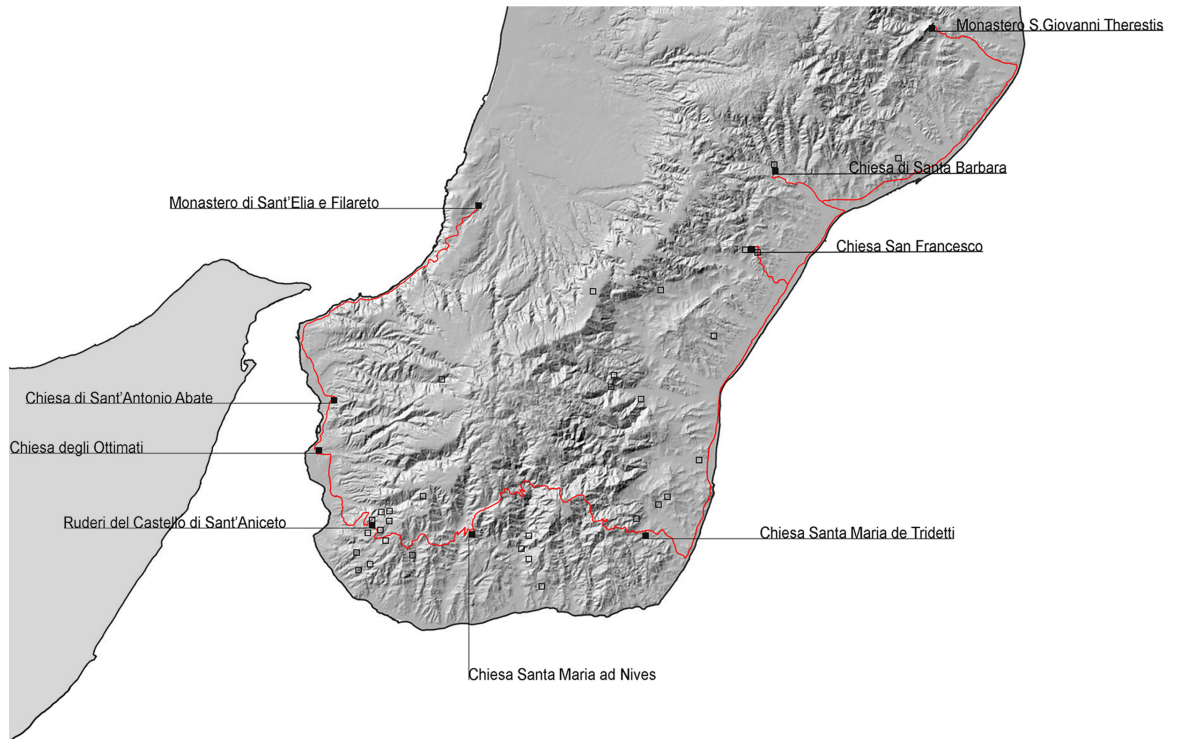 Monastero S.Giovanni Therestis
Chiesa di Santa Barbara
Monastero di Sant'Elia e Filareto
Chiesa San Francesco
Chiesa di Sant'Antonio Abate
Chiesa degli Ottimati
Ruderi del Castello di Sant'Aniceto
Chiesa Santa Maria de Tridetti
Chiesa Santa Maria ad Nives